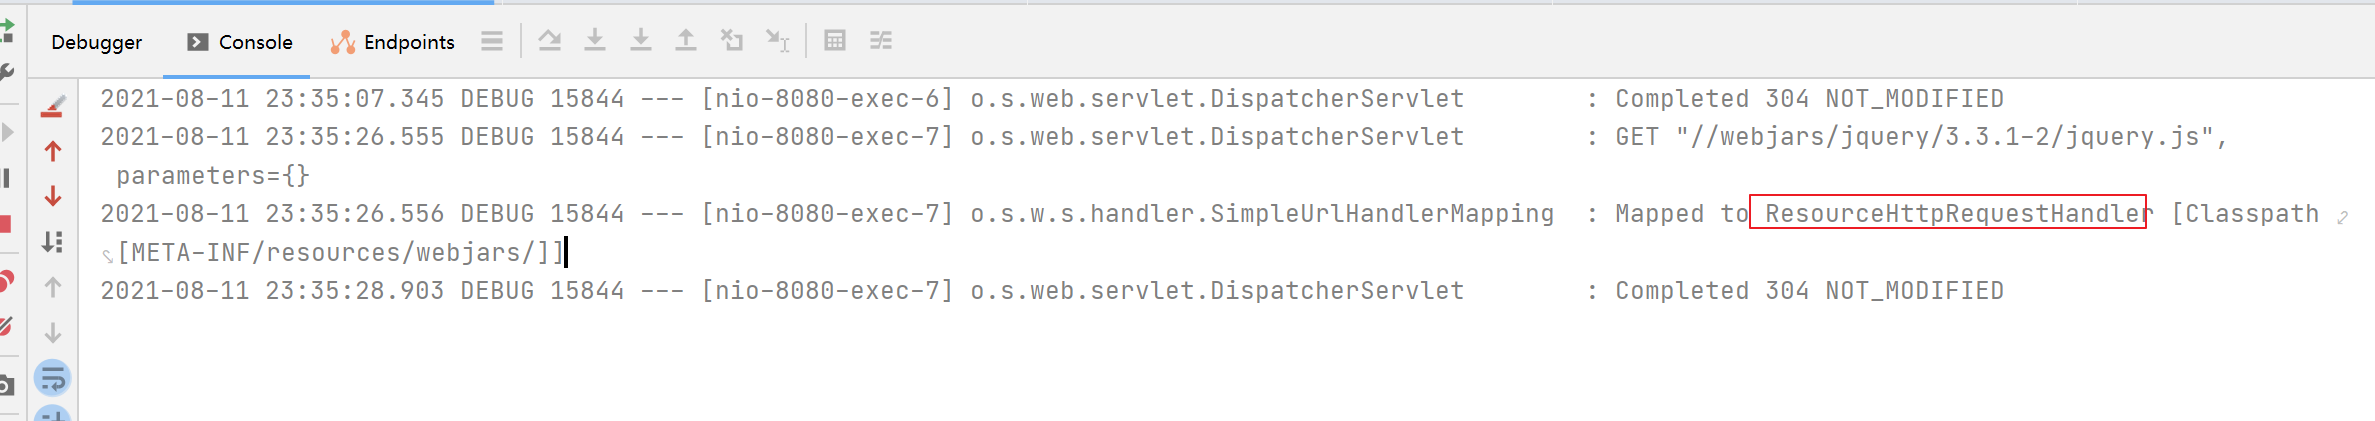 Debugger Console Endpoints
2021-08-11 23:35:07.345 DEBUG 15844 --- [nio-8080-exec-6] o.s.web.servlet.DispatcherServlet        : Completed 304 NOT_MODIFIED
2021-08-11 23:35:26.555 DEBUG 15844 --- [nio-8080-exec-7] o.s.web.servlet.DispatcherServlet        : GET "//webjars/jquery/3.3.1-2/jquery.js",
parameters={}
2021-08-11 23:35:26.556 DEBUG 15844 --- [nio-8080-exec-7] o.s.w.s.handler.SimpleUrlHandlerMapping  : Mapped to ResourceHttpRequestHandler [Classpath
[META-INF/resources/webjars/]]
2021-08-11 23:35:28.903 DEBUG 15844 --- [nio-8080-exec-7] o.s.web.servlet.DispatcherServlet        : Completed 304 NOT_MODIFIED